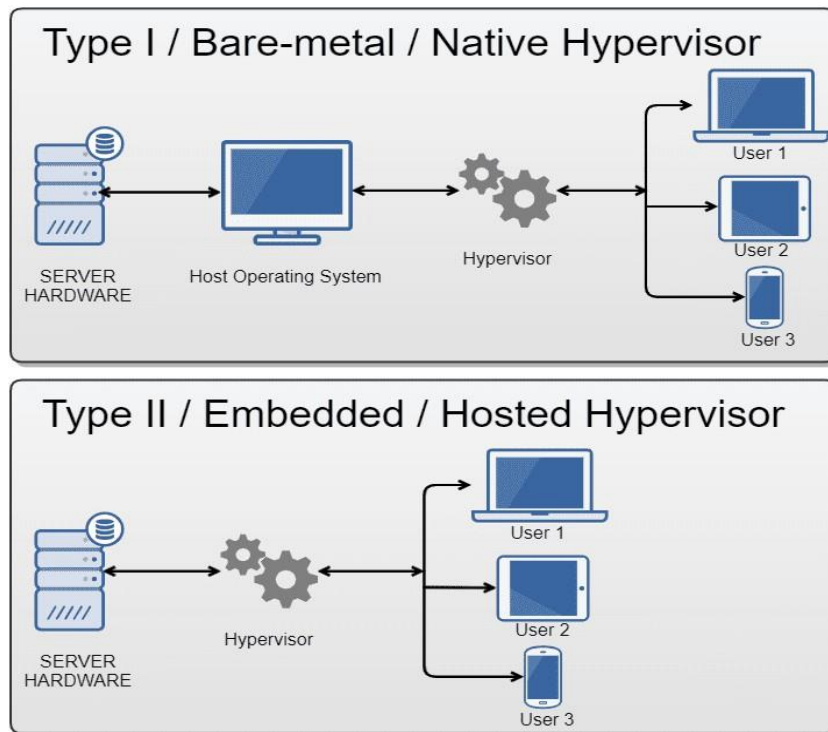 Type I / Bare-metal / Native Hypervisor
User 1
SERVER
HARDWARE
Host Operating System
Hypervisor
User 2
User 3
Type II / Embedded / Hosted Hypervisor
User 1
SERVER
HARDWARE
Hypervisor
User 2
User 3